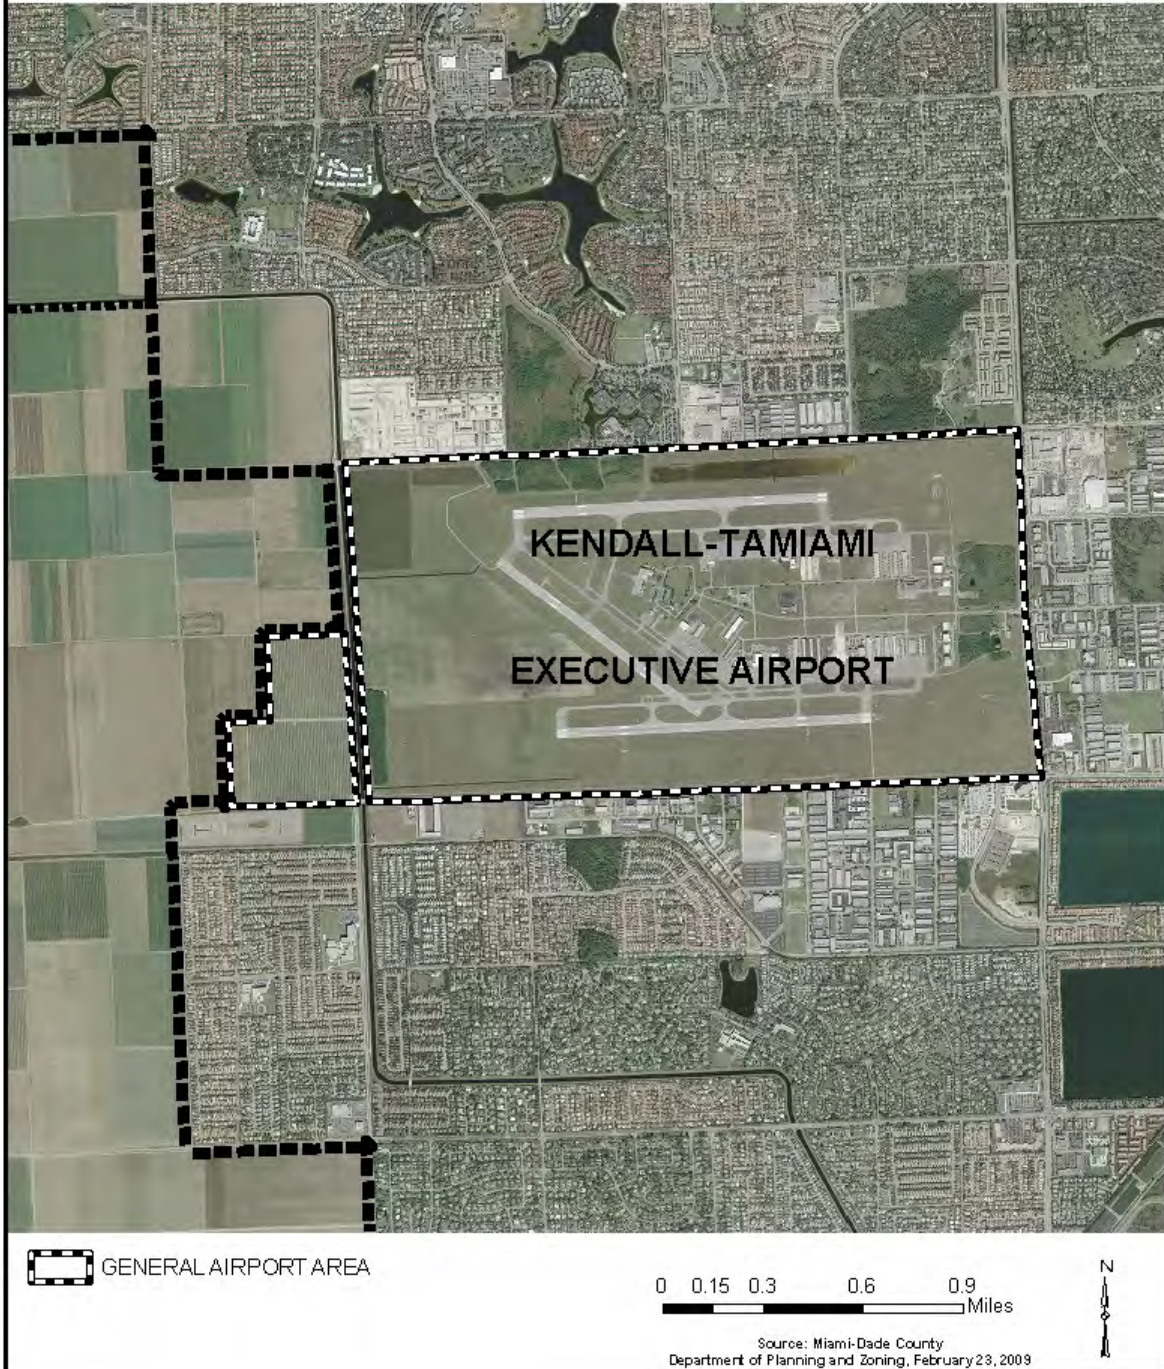 KENDALL-TAMIAMI
EXECUTIVE AIRPORT
GENERAL AIRPORT AREA
0 0.15 0.3 0.6 0.9
Miles
N
Source: Miami-Dade County
Department of Planning and Zoning, February 23, 2009